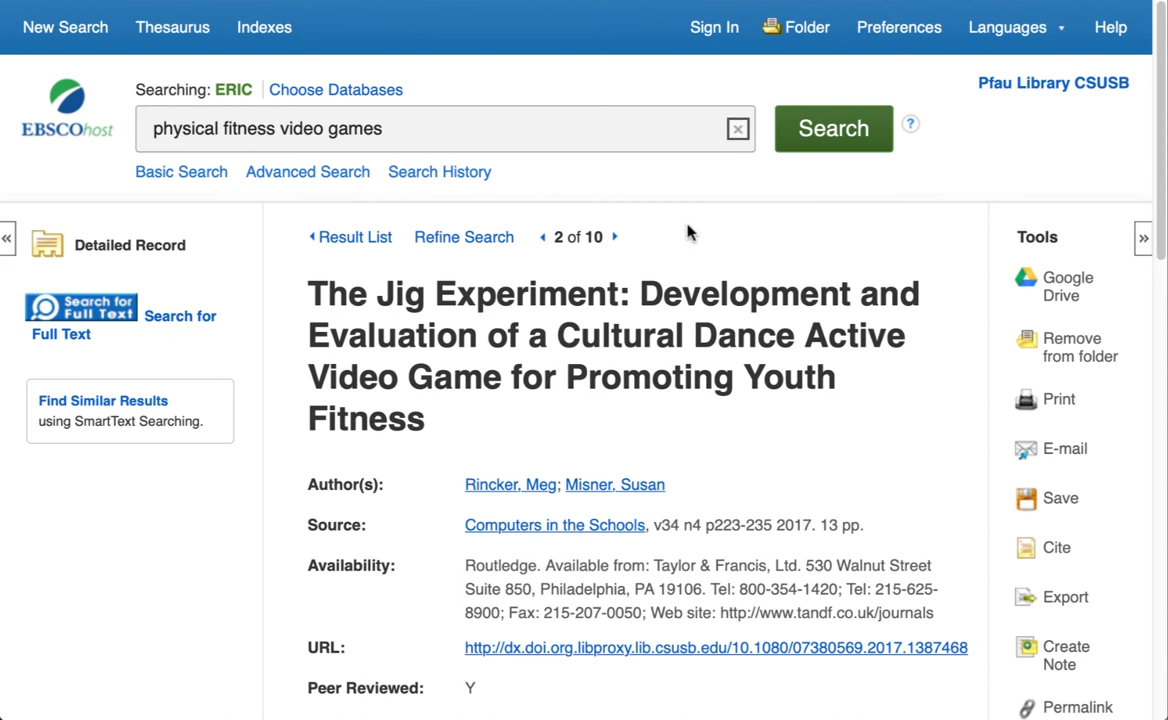 New Search Thesaurus Indexes Sign In Folder Preferences Languages Help
Searching: ERIC Choose Databases Pfau Library CSUSB
EBSCOhost
physical fitness video games Search ?
Basic Search Advanced Search Search History
« Detailed Record Result List Refine Search 2 of 10 Tools »
Search for Full Text Search for
Full Text
Find Similar Results
using SmartText Searching.
The Jig Experiment: Development and
Evaluation of a Cultural Dance Active
Video Game for Promoting Youth
Fitness
Author(s): Rincker, Meg; Misner, Susan
Source: Computers in the Schools, v34 n4 p223-235 2017. 13 pp.
Availability: Routledge. Available from: Taylor & Francis, Ltd. 530 Walnut Street
Suite 850, Philadelphia, PA 19106. Tel: 800-354-1420; Tel: 215-625-
8900; Fax: 215-207-0050; Web site: http://www.tandf.co.uk/journals
URL: http://dx.doi.org.libproxy.lib.csusb.edu/10.1080/07380569.2017.1387468
Peer Reviewed: Y
Google
Drive
Remove
from folder
Print
E-mail
Save
Cite
Export
Create
Note
Permalink